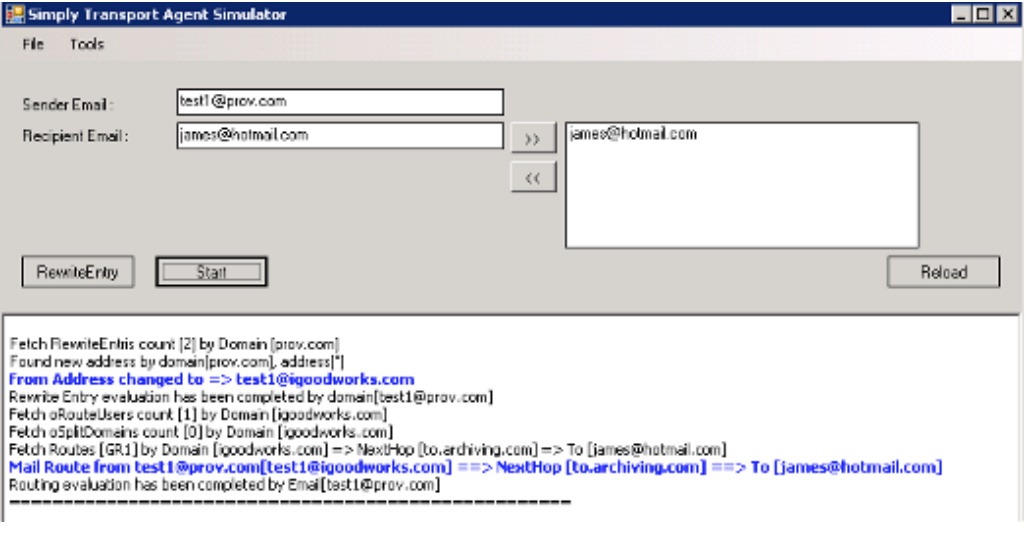 Simply Transport Agent Simulator
File Tools
Sender Email :
test1@prov.com
Recipient Email :
james@hotmail.com
>>
james@hotmail.com
<<
RewriteEntry
Start
Reload
Fetch RewriteEntris count [2] by Domain [prov.com]
Found new address by domain[prov.com], address[*]
From Address changed to => test1@igoodworks.com
Rewrite Entry evaluation has been completed by domain[test1@prov.com]
Fetch oRouteUsers count [1] by Domain [igoodworks.com]
Fetch oSplitDomains count [0] by Domain [igoodworks.com]
Fetch Routes [GR1] by Domain [igoodworks.com] => NextHop [to.archiving.com] => To [james@hotmail.com]
Mail Route from test1@prov.com[test1@igoodworks.com] ==> NextHop [to.archiving.com] ==> To [james@hotmail.com]
Routing evaluation has been completed by Email[test1@prov.com]